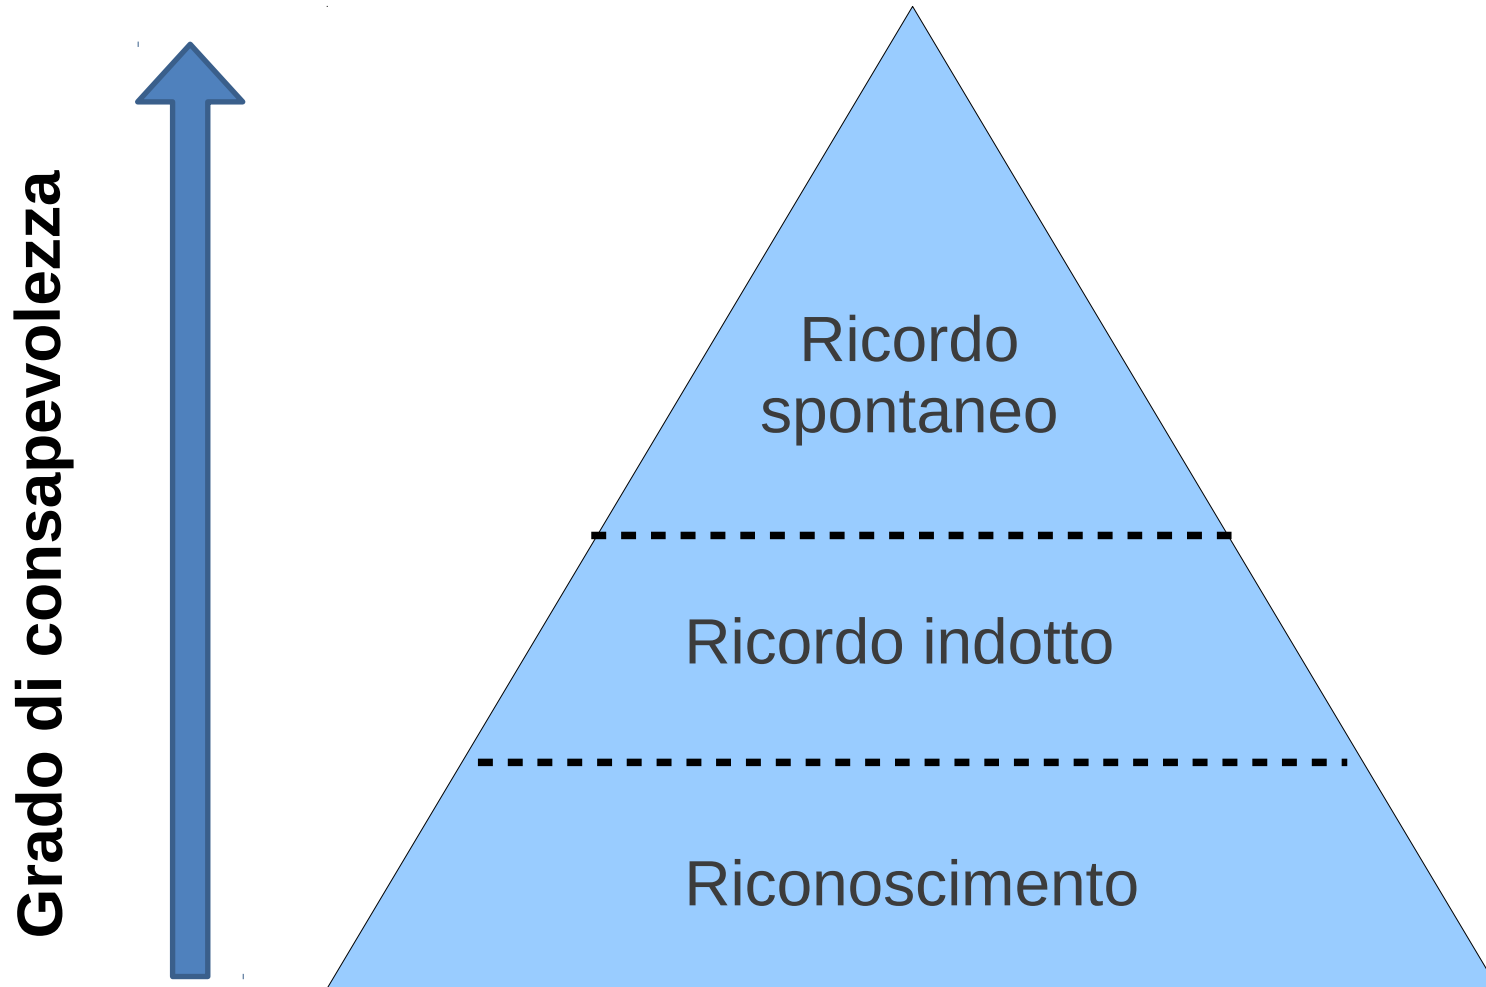 Grado di consapevolezza
Ricordo
spontaneo
Ricordo indotto
Riconoscimento